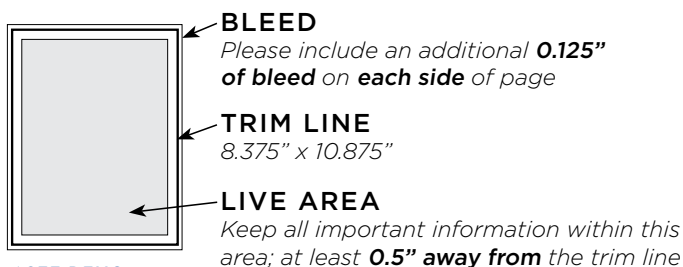 BLEED
Please include an additional 0.125”
of bleed on each side of page
TRIM LINE
8.375” x 10.875”
LIVE AREA
Keep all important information within this
area; at least 0.5” away from the trim line